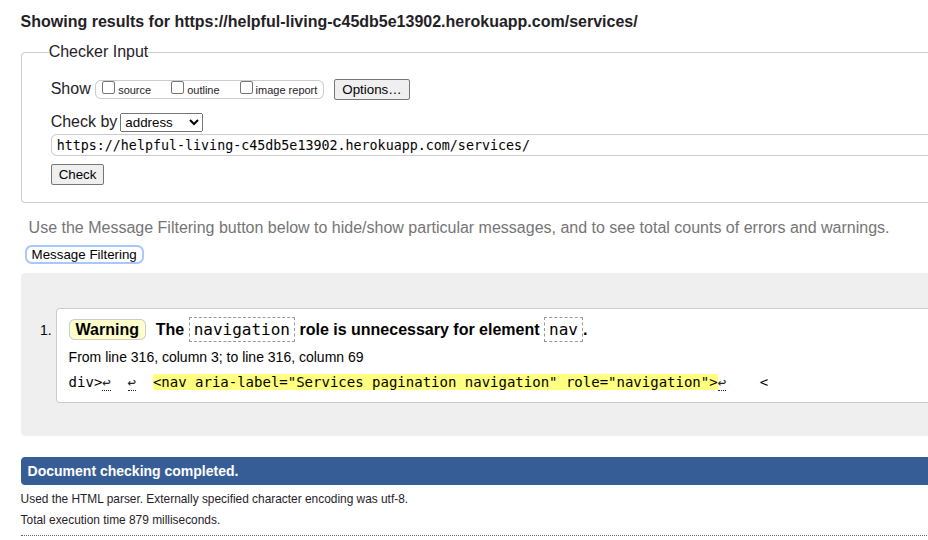 Showing results for https://helpful-living-c45db5e13902.herokuapp.com/services/
Checker Input
Show source outline image report Options…
Check by address
https://helpful-living-c45db5e13902.herokuapp.com/services/
Check
Use the Message Filtering button below to hide/show particular messages, and to see total counts of errors and warnings.
Message Filtering
1. Warning The navigation role is unnecessary for element nav.
From line 316, column 3; to line 316, column 69
div>↩ ↩ <nav aria-label="Services pagination navigation" role="navigation">↩ <
Document checking completed.
Used the HTML parser. Externally specified character encoding was utf-8.
Total execution time 879 milliseconds.